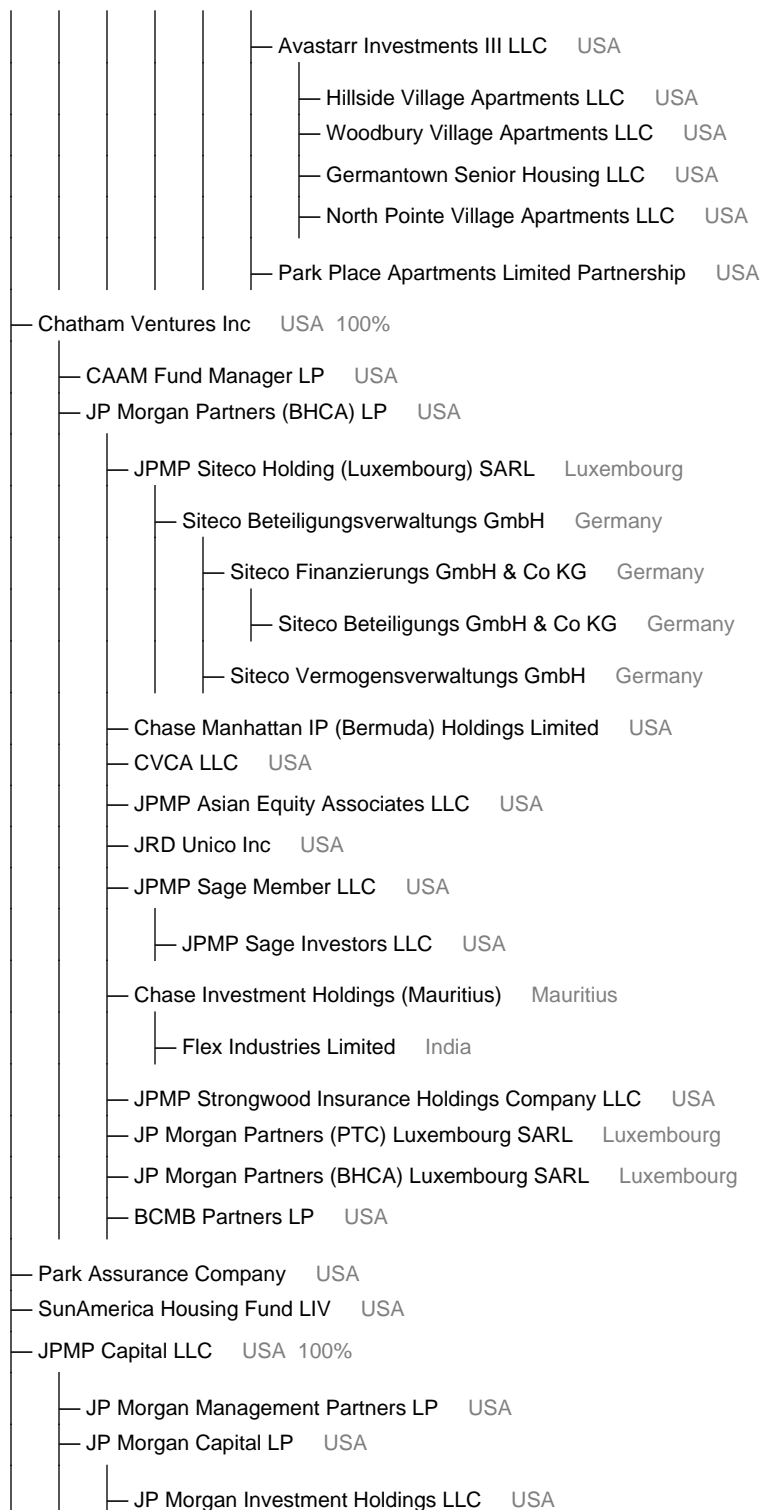 Avastarr Investments III LLC USA
Hillside Village Apartments LLC USA
Woodbury Village Apartments LLC USA
Germantown Senior Housing LLC USA
North Pointe Village Apartments LLC USA
Park Place Apartments Limited Partnership USA
Chatham Ventures Inc USA 100%
CAAM Fund Manager LP USA
JP Morgan Partners (BHCA) LP USA
JPMP Siteco Holding (Luxembourg) SARL Luxembourg
Siteco Beteiligungsverwaltungs GmbH Germany
Siteco Finanzierungs GmbH & Co KG Germany
Siteco Beteiligungs GmbH & Co KG Germany
Siteco Vermogensverwaltungs GmbH Germany
Chase Manhattan IP (Bermuda) Holdings Limited USA
CVCA LLC USA
JPMP Asian Equity Associates LLC USA
JRD Unico Inc USA
JPMP Sage Member LLC USA
JPMP Sage Investors LLC USA
Chase Investment Holdings (Mauritius) Mauritius
Flex Industries Limited India
JPMP Strongwood Insurance Holdings Company LLC USA
JP Morgan Partners (PTC) Luxembourg SARL Luxembourg
JP Morgan Partners (BHCA) Luxembourg SARL Luxembourg
BCMB Partners LP USA
Park Assurance Company USA
SunAmerica Housing Fund LIV USA
JPMP Capital LLC USA 100%
JP Morgan Management Partners LP USA
JP Morgan Capital LP USA
JP Morgan Investment Holdings LLC USA